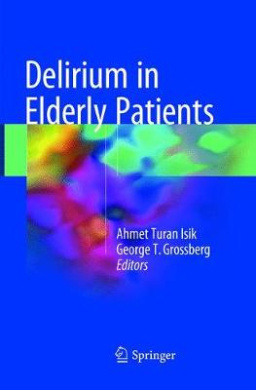 Delirium in
Elderly Patients
Ahmet Turan Isik
George T. Grossberg
Editors
Springer